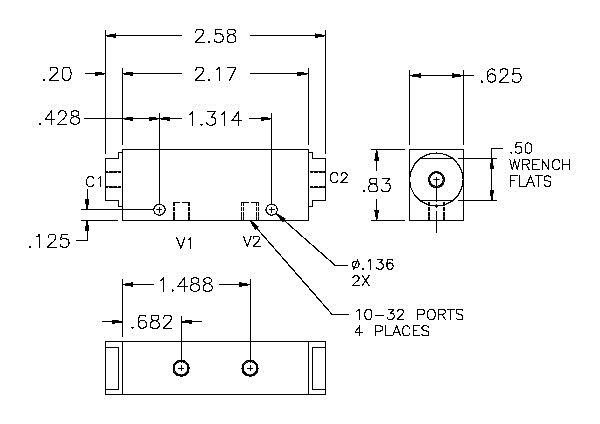 2.58
.20
2.17
.625
.428
1.314
.50
WRENCH
FLATS
C1
C2
.83
.125
V1
V2
ø.136
2X
1.488
10-32 PORTS
4 PLACES
.682